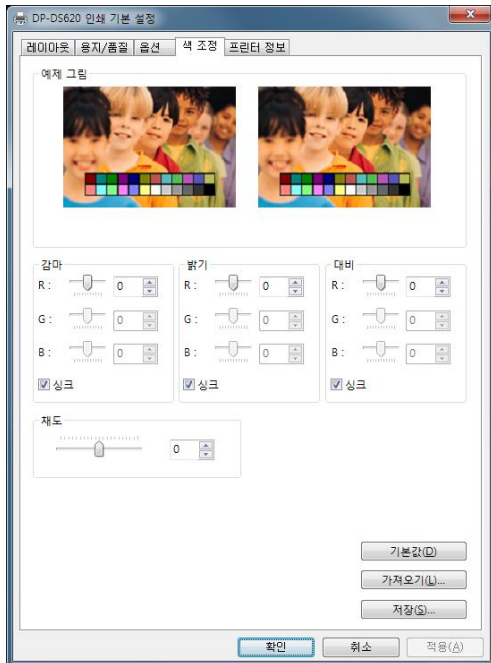 DP-DS620 인쇄 기본 설정
레이아웃 용지/품질 옵션 색 조정 프린터 정보
예제 그림
감마 밝기 대비
R : 0 R : 0 R : 0
G : 0 G : 0 G : 0
B : 0 B : 0 B : 0
싱크 싱크 싱크
채도
0
기본값(D)
가져오기(L)...
저장(S)...
확인 취소 적용(A)